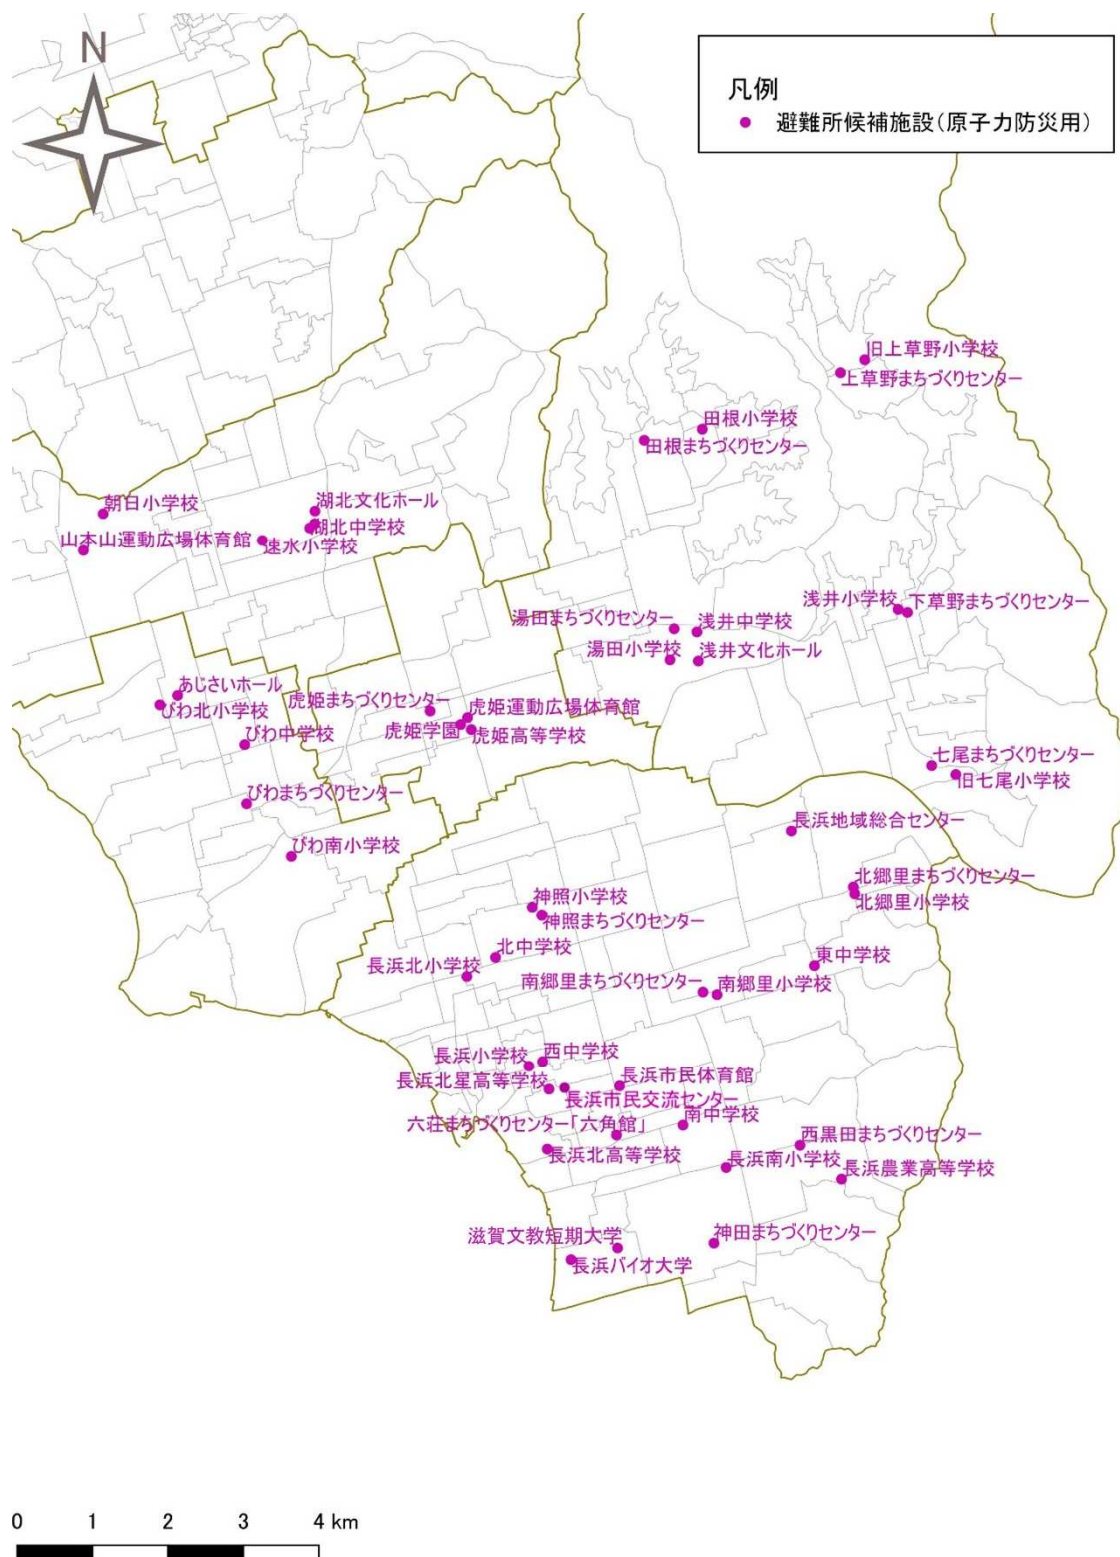 N
凡例
避難所候補施設(原子力防災用)
旧上草野小学校
上草野まちづくりセンター
田根小学校
田根まちづくりセンター
朝日小学校
湖北文化ホール
湖北中学校
山本山運動広場体育館
速水小学校
浅井小学校
下草野まちづくりセンター
湯田まちづくりセンター
浅井中学校
湯田小学校
浅井文化ホール
あじさいホール
びわ北小学校
虎姫まちづくりセンター
虎姫運動広場体育館
虎姫学園
虎姫高等学校
びわ中学校
七尾まちづくりセンター
旧七尾小学校
びわまちづくりセンター
長浜地域総合センター
びわ南小学校
北郷里まちづくりセンター
北郷里小学校
神照小学校
神照まちづくりセンター
北中学校
東中学校
長浜北小学校
南郷里まちづくりセンター
南郷里小学校
西中学校
長浜小学校
長浜北星高等学校
長浜市民体育館
長浜市民交流センター
六荘まちづくりセンター「六角館」
南中学校
西黒田まちづくりセンター
長浜北高等学校
長浜南小学校
長浜農業高等学校
滋賀文教短期大学
神田まちづくりセンター
長浜バイオ大学
0 1 2 3 4 km